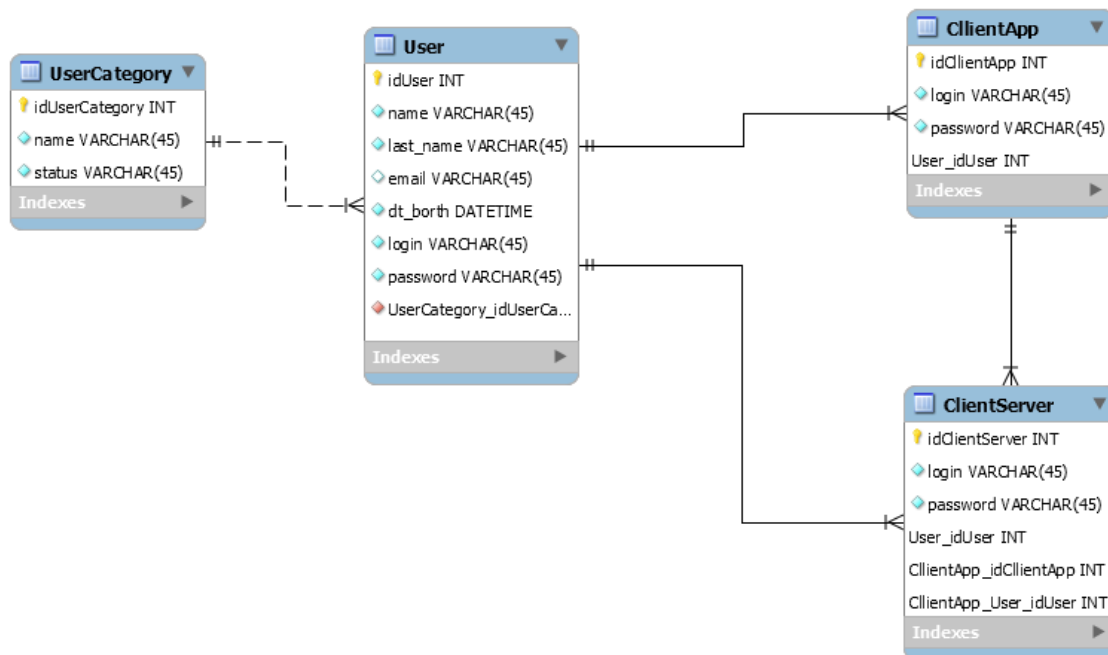 UserCategory
idUserCategory INT
name VARCHAR(45)
status VARCHAR(45)
Indexes
User
idUser INT
name VARCHAR(45)
last_name VARCHAR(45)
email VARCHAR(45)
dt_borth DATETIME
login VARCHAR(45)
password VARCHAR(45)
UserCategory_idUserCa...
Indexes
CllientApp
idCllientApp INT
login VARCHAR(45)
password VARCHAR(45)
User_idUser INT
Indexes
ClientServer
idClientServer INT
login VARCHAR(45)
password VARCHAR(45)
User_idUser INT
CllientApp_idCllientApp INT
CllientApp_User_idUser INT
Indexes